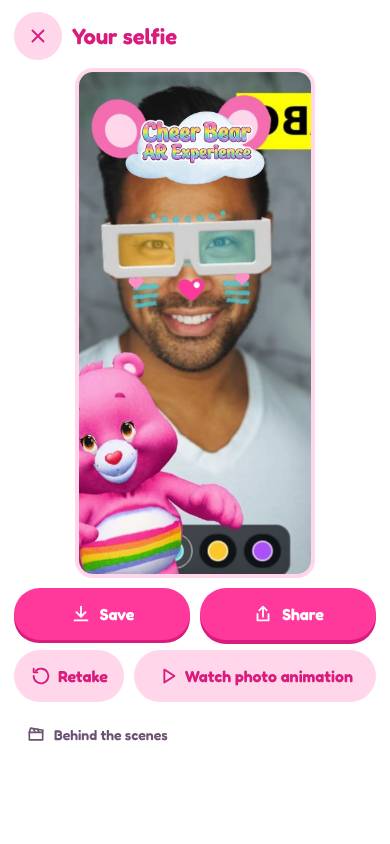 Your selfie
Cheer Bear
AR Experience
Save
Share
Retake
Watch photo animation
Behind the scenes